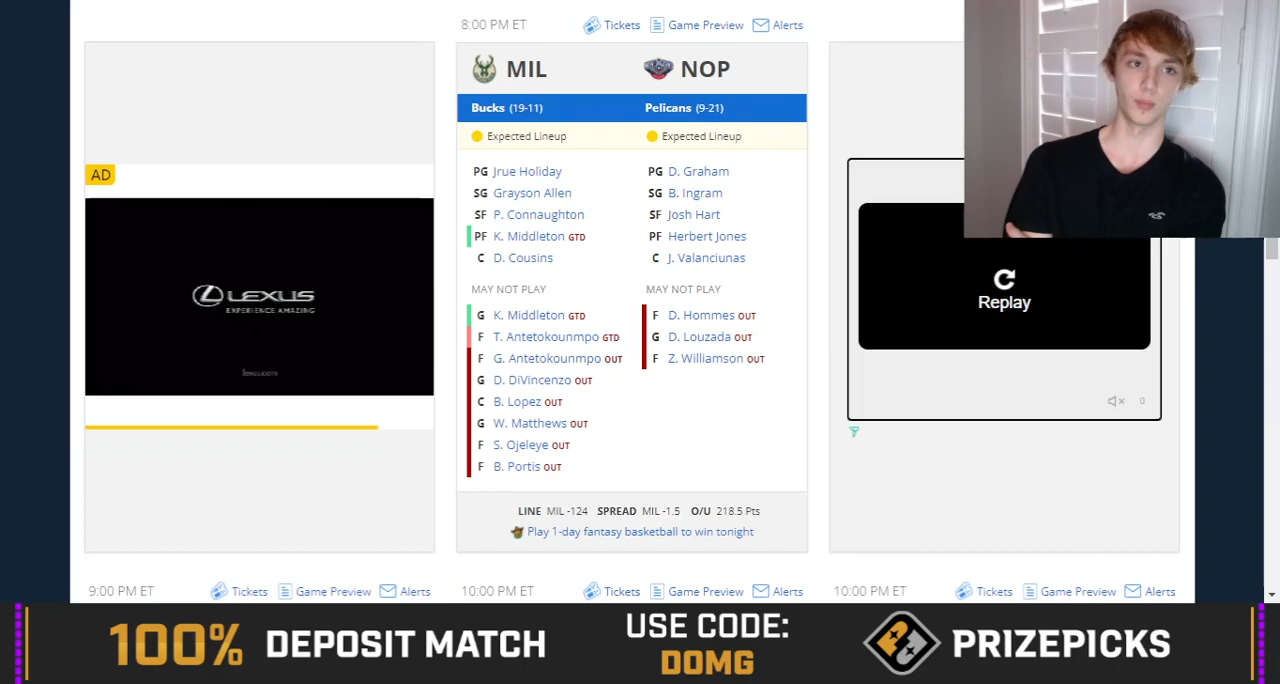 8:00 PM ET Tickets Game Preview Alerts
AD
LEXUS
EXPERIENCE AMAZING
lexus.com
MIL NOP
Bucks (19-11) Pelicans (9-21)
Expected Lineup Expected Lineup
PG Jrue Holiday PG D. Graham
SG Grayson Allen SG B. Ingram
SF P. Connaughton SF Josh Hart
PF K. Middleton GTD PF Herbert Jones
C D. Cousins C J. Valanciunas
MAY NOT PLAY MAY NOT PLAY
G K. Middleton GTD F D. Hommes OUT
F T. Antetokounmpo GTD G D. Louzada OUT
F G. Antetokounmpo OUT F Z. Williamson OUT
G D. DiVincenzo OUT
C B. Lopez OUT
G W. Matthews OUT
F S. Ojeleye OUT
F B. Portis OUT
LINE MIL -124 SPREAD MIL -1.5 O/U 218.5 Pts
Play 1-day fantasy basketball to win tonight
Replay
0
9:00 PM ET Tickets Game Preview Alerts 10:00 PM ET Tickets Game Preview Alerts 10:00 PM ET Tickets Game Preview Alerts
100% DEPOSIT MATCH
USE CODE:
DOMG
PRIZEPICKS